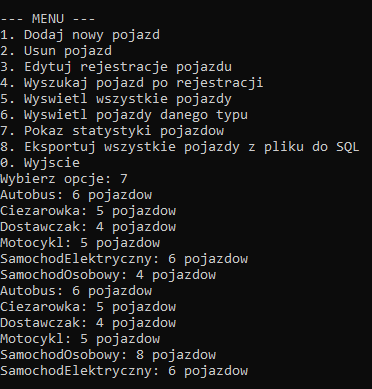 --- MENU ---
1. Dodaj nowy pojazd
2. Usun pojazd
3. Edytuj rejestracje pojazdu
4. Wyszukaj pojazd po rejestracji
5. Wyswietl wszystkie pojazdy
6. Wyswietl pojazdy danego typu
7. Pokaz statystyki pojazdow
8. Eksportuj wszystkie pojazdy z pliku do SQL
0. Wyjscie
Wybierz opcje: 7
Autobus: 6 pojazdow
Ciezarowka: 5 pojazdow
Dostawczak: 4 pojazdow
Motocykl: 5 pojazdow
SamochodElektryczny: 6 pojazdow
SamochodOsobowy: 4 pojazdow
Autobus: 6 pojazdow
Ciezarowka: 5 pojazdow
Dostawczak: 4 pojazdow
Motocykl: 5 pojazdow
SamochodOsobowy: 8 pojazdow
SamochodElektryczny: 6 pojazdow